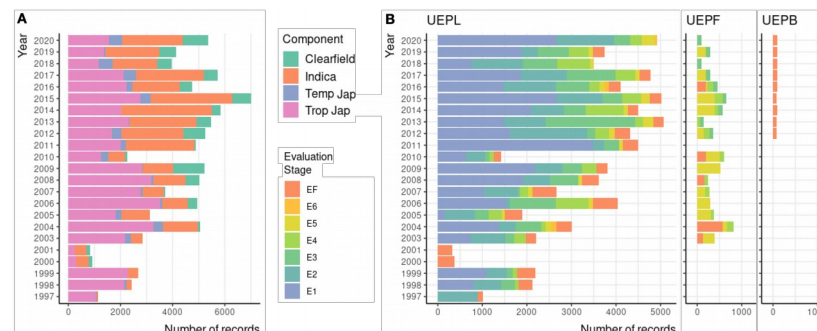 A
Year
2020
2019
2018
2017
2016
2015
2014
2013
2012
2011
2010
2009
2008
2007
2006
2005
2004
2003
2001
2000
1999
1998
1997
0
2000
4000
6000
Number of records
Component
Clearfield
Indica
Temp Jap
Trop Jap
Evaluation
Stage
EF
E6
E5
E4
E3
E2
E1
B
UEPL
UEPF
UEPB
Year
2020
2019
2018
2017
2016
2015
2014
2013
2012
2011
2010
2009
2008
2007
2006
2005
2004
2003
2001
2000
1999
1998
1997
0
1000
2000
3000
4000
5000
0
1000
0
Number of records